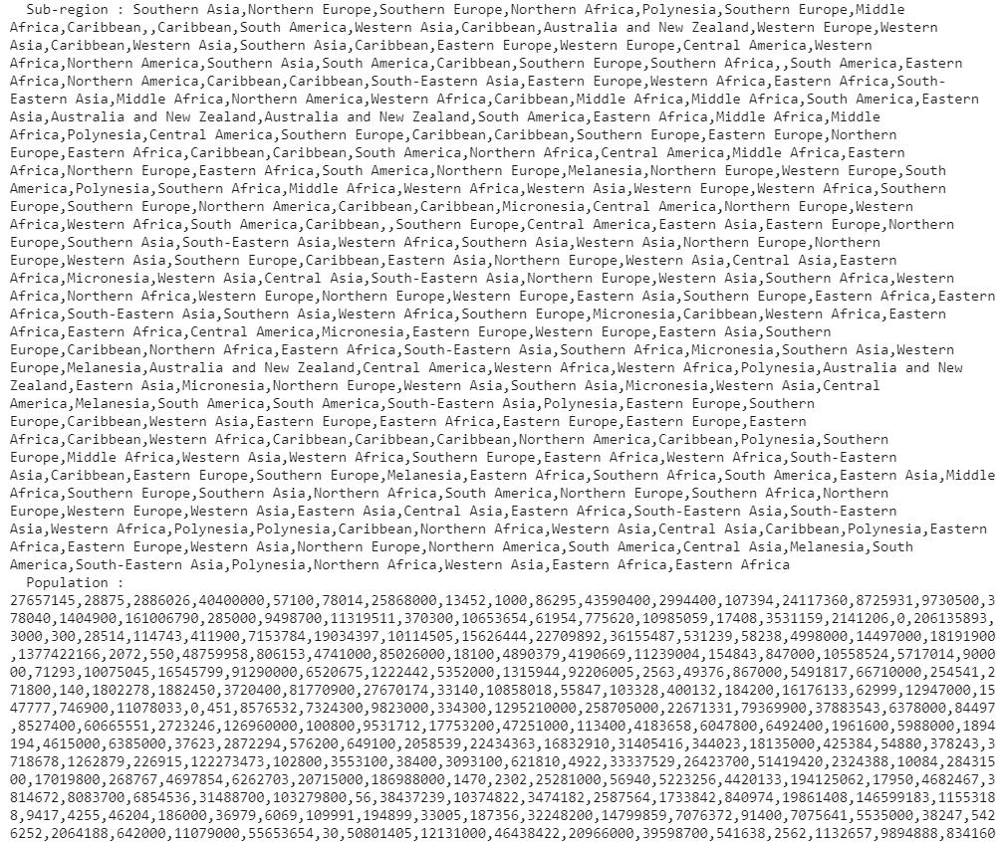 Sub-region : Southern Asia,Northern Europe,Southern Europe,Northern Africa,Polynesia,Southern Europe,Middle
Africa,Caribbean,,Caribbean,South America,Western Asia,Caribbean,Australia and New Zealand,Western Europe,Western
Asia,Caribbean,Western Asia,Southern Asia,Caribbean,Eastern Europe,Western Europe,Central America,Western
Africa,Northern America,Southern Asia,South America,Caribbean,Southern Europe,Southern Africa,,South America,Eastern
Africa,Northern America,Caribbean,Caribbean,South-Eastern Asia,Eastern Europe,Western Africa,Eastern Africa,South-
Eastern Asia,Middle Africa,Northern America,Western Africa,Caribbean,Middle Africa,Middle Africa,South America,Eastern
Asia,Australia and New Zealand,Australia and New Zealand,South America,Eastern Africa,Middle Africa,Middle
Africa,Polynesia,Central America,Southern Europe,Caribbean,Caribbean,Southern Europe,Eastern Europe,Northern
Europe,Eastern Africa,Caribbean,Caribbean,South America,Northern Africa,Central America,Middle Africa,Eastern
Africa,Northern Europe,Eastern Africa,South America,Northern Europe,Melanesia,Northern Europe,Western Europe,South
America,Polynesia,Southern Africa,Middle Africa,Western Africa,Western Asia,Western Europe,Western Africa,Southern
Europe,Southern Europe,Northern America,Caribbean,Caribbean,Micronesia,Central America,Northern Europe,Western
Africa,Western Africa,South America,Caribbean,,Southern Europe,Central America,Eastern Asia,Eastern Europe,Northern
Europe,Southern Asia,South-Eastern Asia,Western Africa,Southern Asia,Western Asia,Northern Europe,Northern
Europe,Western Asia,Southern Europe,Caribbean,Eastern Asia,Northern Europe,Western Asia,Central Asia,Eastern
Africa,Micronesia,Western Asia,Central Asia,South-Eastern Asia,Northern Europe,Western Asia,Southern Africa,Western
Africa,Northern Africa,Western Europe,Northern Europe,Western Europe,Eastern Asia,Southern Europe,Eastern Africa,Eastern
Africa,South-Eastern Asia,Southern Asia,Western Africa,Southern Europe,Micronesia,Caribbean,Western Africa,Eastern
Africa,Eastern Africa,Central America,Micronesia,Eastern Europe,Western Europe,Eastern Asia,Southern
Europe,Caribbean,Northern Africa,Eastern Africa,South-Eastern Asia,Southern Africa,Micronesia,Southern Asia,Western
Europe,Melanesia,Australia and New Zealand,Central America,Western Africa,Western Africa,Polynesia,Australia and New
Zealand,Eastern Asia,Micronesia,Northern Europe,Western Asia,Southern Asia,Micronesia,Western Asia,Central
America,Melanesia,South America,South America,South-Eastern Asia,Polynesia,Eastern Europe,Southern
Europe,Caribbean,Western Asia,Eastern Europe,Eastern Africa,Eastern Europe,Eastern Europe,Eastern
Africa,Caribbean,Western Africa,Caribbean,Caribbean,Caribbean,Northern America,Caribbean,Polynesia,Southern
Europe,Middle Africa,Western Asia,Western Africa,Southern Europe,Eastern Africa,Western Africa,South-Eastern
Asia,Caribbean,Eastern Europe,Southern Europe,Melanesia,Eastern Africa,Southern Africa,South America,Eastern Asia,Middle
Africa,Southern Europe,Southern Asia,Northern Africa,South America,Northern Europe,Southern Africa,Northern
Europe,Western Europe,Western Asia,Eastern Asia,Central Asia,Eastern Africa,South-Eastern Asia,South-Eastern
Asia,Western Africa,Polynesia,Polynesia,Caribbean,Northern Africa,Western Asia,Central Asia,Caribbean,Polynesia,Eastern
Africa,Eastern Europe,Western Asia,Northern Europe,Northern America,South America,Central Asia,Melanesia,South
America,South-Eastern Asia,Polynesia,Northern Africa,Western Asia,Eastern Africa,Eastern Africa
Population :
27657145,28875,2886026,40400000,57100,78014,25868000,13452,1000,86295,43590400,2994400,107394,24117360,8725931,9730500,3
78040,1404900,161006790,285000,9498700,11319511,370300,10653654,61954,775620,10985059,17408,3531159,2141206,0,206135893,
3000,300,28514,114743,411900,7153784,19034397,10114505,15626444,22709892,36155487,531239,58238,4998000,14497000,18191900
,1377422166,2072,550,48759958,806153,4741000,85026000,18100,4890379,4190669,11239004,154843,847000,10558524,5717014,9000
00,71293,10075045,16545799,91290000,6520675,1222442,5352000,1315944,92206005,2563,49376,867000,5491817,66710000,254541,2
71800,140,1802278,1882450,3720400,81770900,27670174,33140,10858018,55847,103328,400132,184200,16176133,62999,12947000,15
47777,746900,11078033,0,451,8576532,7324300,9823000,334300,1295210000,258705000,22671331,79369900,37883543,6378000,84497
,8527400,60665551,2723246,126960000,100800,9531712,17753200,47251000,113400,4183658,6047800,6492400,1961600,5988000,1894
194,4615000,6385000,37623,2872294,576200,649100,2058539,22434363,16832910,31405416,344023,18135000,425384,54880,378243,3
718678,1262879,226915,122273473,102800,3553100,38400,3093100,621810,4922,33337529,26423700,51419420,2324388,10084,284315
00,17019800,268767,4697854,6262703,20715000,186988000,1470,2302,25281000,56940,5223256,4420133,194125062,17950,4682467,3
814672,8083700,6854536,31488700,103279800,56,38437239,10374822,3474182,2587564,1733842,840974,19861408,146599183,1155318
8,9417,4255,46204,186000,36979,6069,109991,194899,33005,187356,32248200,14799859,7076372,91400,7075641,5535000,38247,542
6252,2064188,642000,11079000,55653654,30,50801405,12131000,46438422,20966000,39598700,541638,2562,1132657,9894888,834160